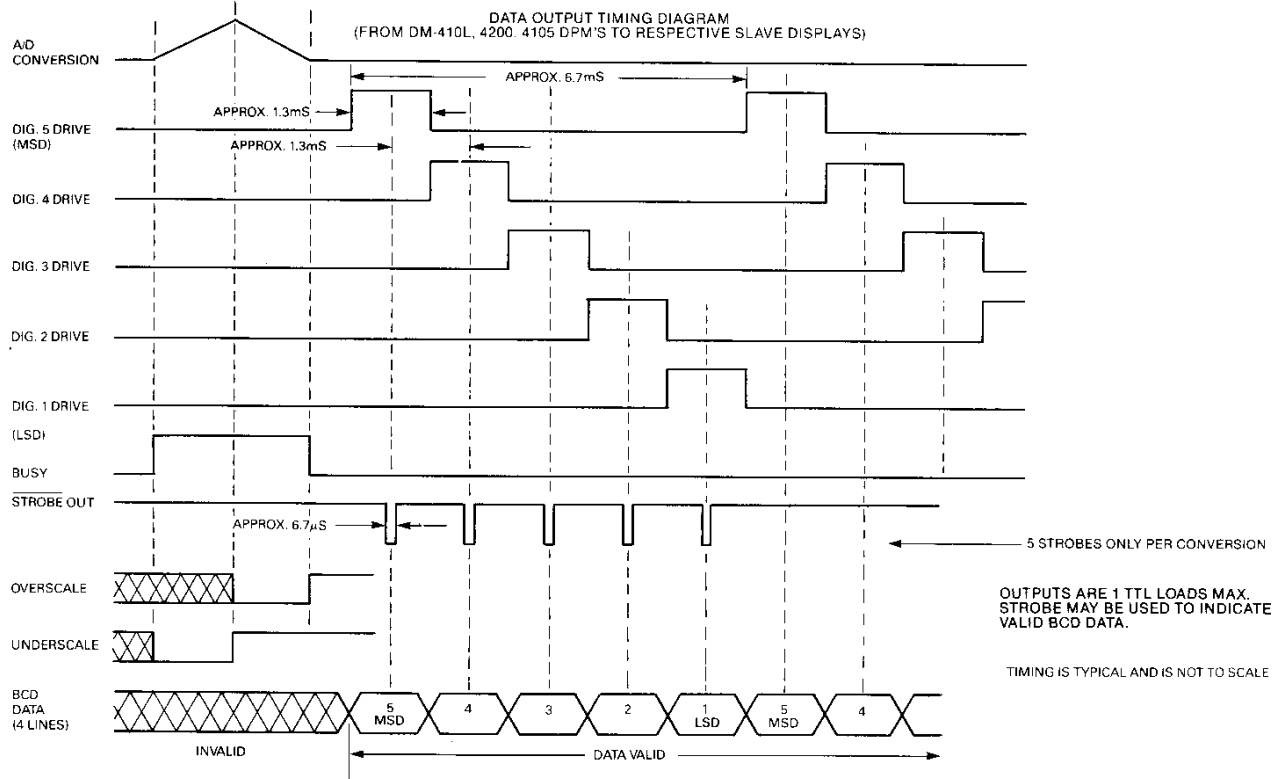 DATA OUTPUT TIMING DIAGRAM
(FROM DM-410L, 4200. 4105 DPM'S TO RESPECTIVE SLAVE DISPLAYS)
A/D
CONVERSION
APPROX. 6.7mS
APPROX. 1.3mS
DIG. 5 DRIVE
(MSD)
APPROX. 1.3mS
DIG. 4 DRIVE
DIG. 3 DRIVE
DIG. 2 DRIVE
DIG. 1 DRIVE
(LSD)
BUSY
STROBE OUT
APPROX. 6.7µS
5 STROBES ONLY PER CONVERSION
OVERSCALE
OUTPUTS ARE 1 TTL LOADS MAX.
STROBE MAY BE USED TO INDICATE
VALID BCD DATA.
UNDERSCALE
TIMING IS TYPICAL AND IS NOT TO SCALE
BCD
DATA
(4 LINES)
5
MSD
4
3
2
1
LSD
5
MSD
4
INVALID
DATA VALID